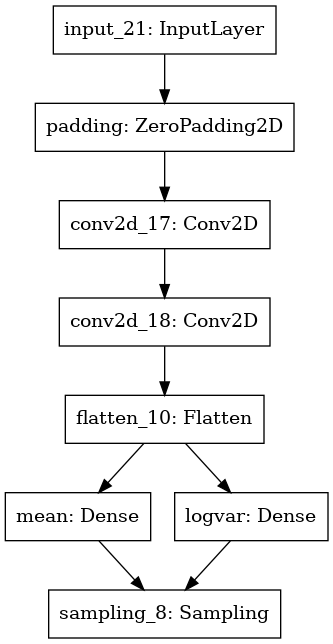 input_21: InputLayer
padding: ZeroPadding2D
conv2d_17: Conv2D
conv2d_18: Conv2D
flatten_10: Flatten
mean: Dense
logvar: Dense
sampling_8: Sampling